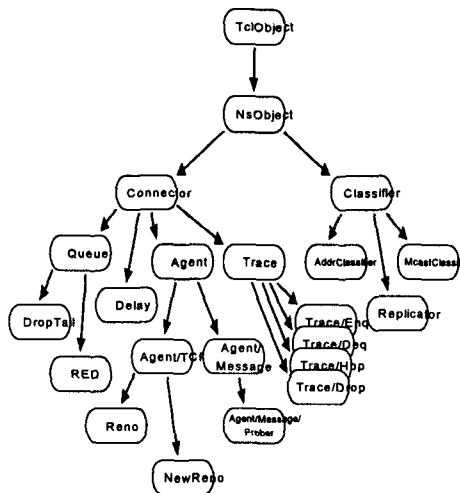 TclObject
NsObject
Connector
Classifier
Queue
Agent
Trace
AddrClassifier
McastClassi
Delay
Replicator
DropTail
Trace/Enq
Trace/Deq
Trace/Hop
Trace/Drop
RED
Agent/TCP
Agent/
Message
Reno
Agent/Message/
Prober
NewReno